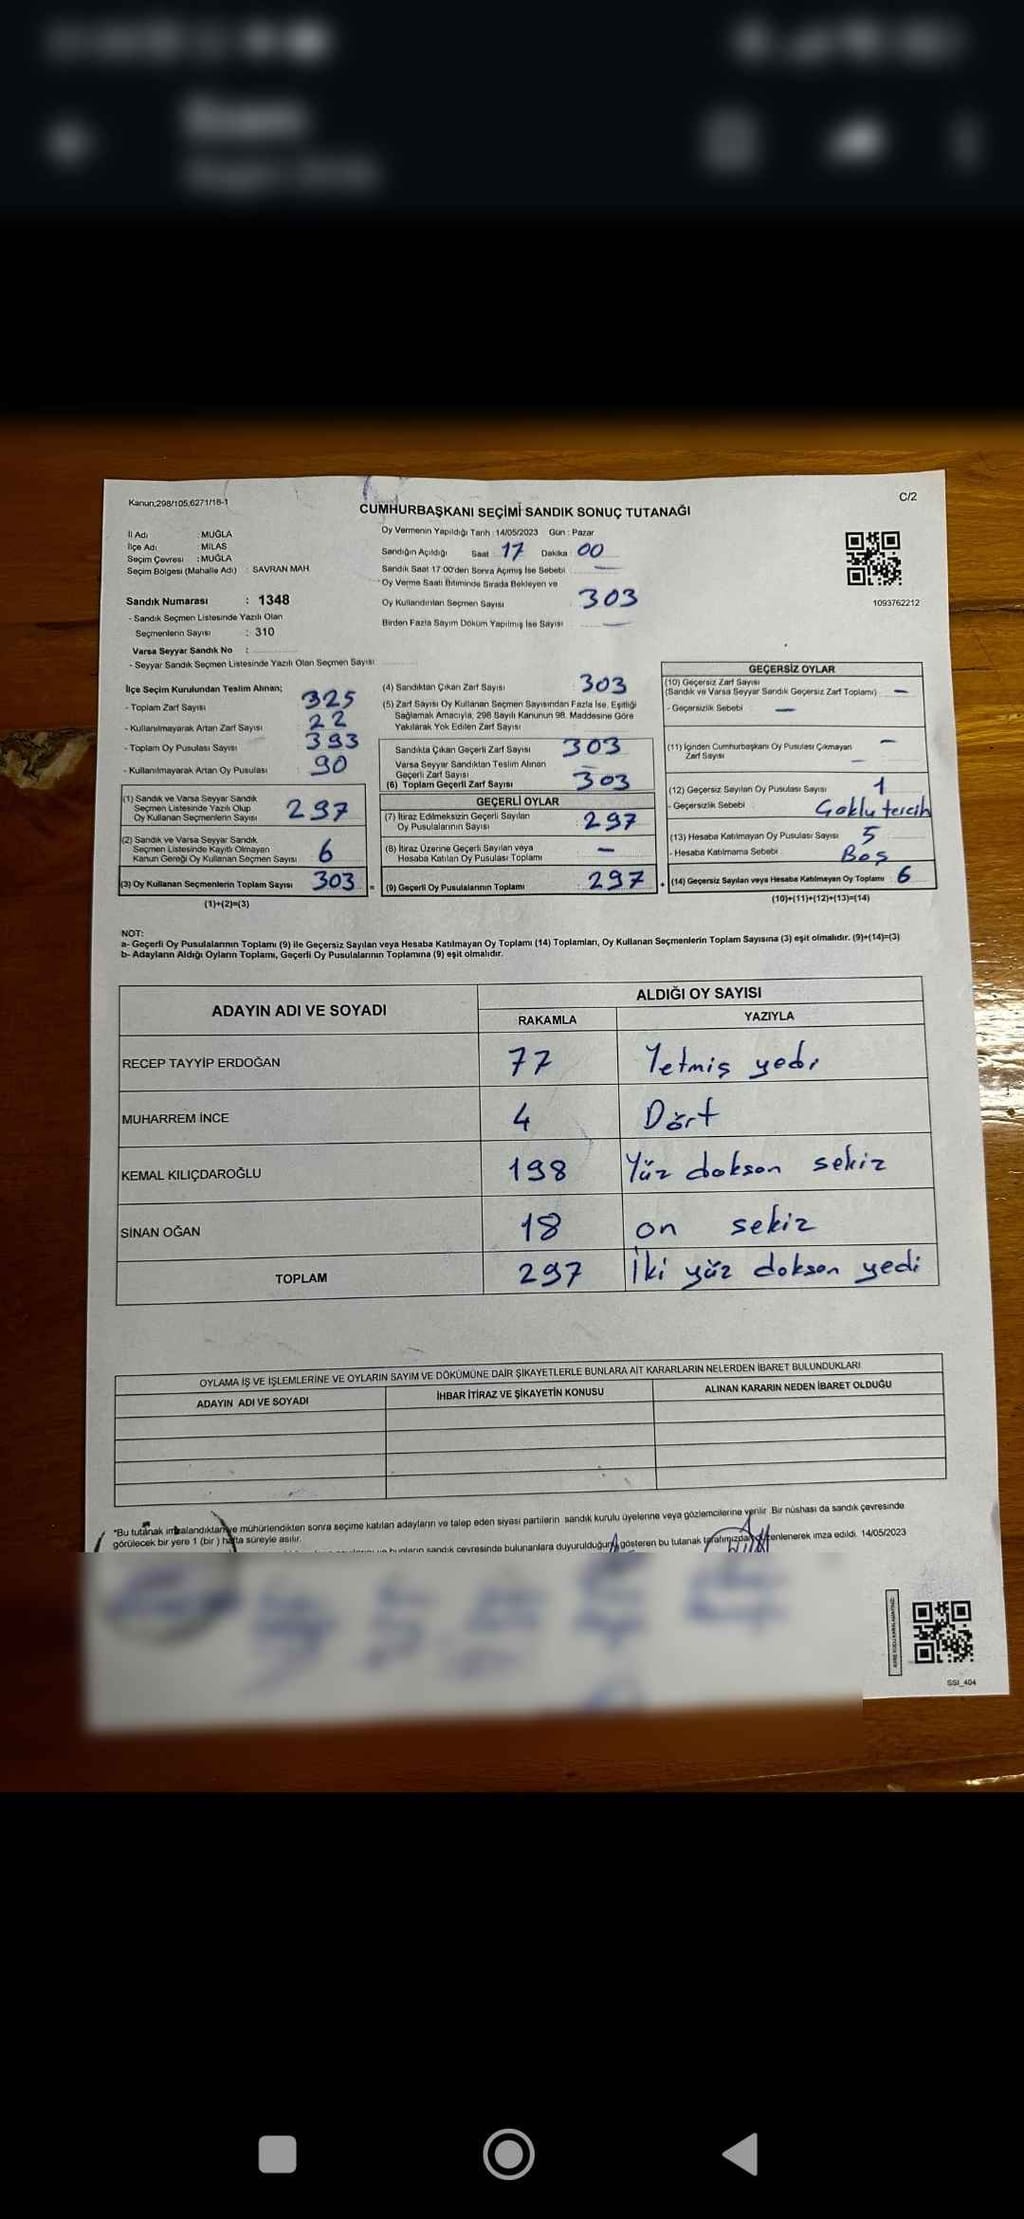 Kanun:298/105,6271/18-1
C/2
CUMHURBAŞKANI SEÇİMİ SANDIK SONUÇ TUTANAĞI
İl Adı : MUĞLA
İlçe Adı : MİLAS
Seçim Çevresi : MUĞLA
Seçim Bölgesi (Mahalle Adı) : SAVRAN MAH
Sandık Numarası : 1348
- Sandık Seçmen Listesinde Yazılı Olan
Seçmenlerin Sayısı : 310
Varsa Seyyar Sandık No :
- Seyyar Sandık Seçmen Listesinde Yazılı Olan Seçmen Sayısı:
Oy Vermenin Yapıldığı Tarih :14/05/2023 Gün : Pazar
Sandığın Açıldığı Saat : 17 Dakika : 00
Sandık Saat 17:00'den Sonra Açımış İse Sebebi : —
Oy Verme Saati Bitiminde Sırada Bekleyen ve
Oy Kullandırılan Seçmen Sayısı : 303
Birden Fazla Sayım Döküm Yapılmış İse Sayısı : —
1093762212
İlçe Seçim Kurulundan Teslim Alınan;
- Toplam Zarf Sayısı 325
- Kullanılmayarak Artan Zarf Sayısı 22
- Toplam Oy Pusulası Sayısı 393
- Kullanılmayarak Artan Oy Pusulası 90
(1) Sandık ve Varsa Seyyar Sandık
Seçmen Listesinde Yazılı Olup
Oy Kullanan Seçmenlerin Sayısı 297
(2) Sandık ve Varsa Seyyar Sandık
Seçmen Listesinde Kayıtlı Olmayan
Kanun Gereği Oy Kullanan Seçmen Sayısı 6
(3) Oy Kullanan Seçmenlerin Toplam Sayısı 303 =
(1)+(2)=(3)
(4) Sandıktan Çıkan Zarf Sayısı 303
(5) Zarf Sayısı Oy Kullanan Seçmen Sayısından Fazla İse, Eşitliği
Sağlamak Amacıyla, 298 Sayılı Kanunun 98. Maddesine Göre
Yakılarak Yok Edilen Zarf Sayısı —
Sandıkta Çıkan Geçerli Zarf Sayısı 303
Varsa Seyyar Sandıktan Teslim Alınan
Geçerli Zarf Sayısı —
(6) Toplam Geçerli Zarf Sayısı 303
GEÇERLİ OYLAR
(7) İtiraz Edilmeksizin Geçerli Sayılan
Oy Pusulalarının Sayısı : 297
(8) İtiraz Üzerine Geçerli Sayılan veya
Hesaba Katılan Oy Pusulası Toplamı —
(9) Geçerli Oy Pusulalarının Toplamı : 297 +
GEÇERSİZ OYLAR
(10) Geçersiz Zarf Sayısı
(Sandık ve Varsa Seyyar Sandık Geçersiz Zarf Toplamı) —
- Geçersizlik Sebebi : —
(11) İçinden Cumhurbaşkanı Oy Pusulası Çıkmayan —
Zarf Sayısı —
(12) Geçersiz Sayılan Oy Pusulası Sayısı 1
- Geçersizlik Sebebi : Goklu tercih
(13) Hesaba Katılmayan Oy Pusulası Sayısı 5
- Hesaba Katılmama Sebebi : Boş
(14) Geçersiz Sayılan veya Hesaba Katılmayan Oy Toplamı : 6
(10)+(11)+(12)+(13)=(14)
NOT:
a- Geçerli Oy Pusulalarının Toplamı (9) ile Geçersiz Sayılan veya Hesaba Katılmayan Oy Toplamı (14) Toplamları, Oy Kullanan Seçmenlerin Toplam Sayısına (3) eşit olmalıdır. (9)+(14)=(3)
b- Adayların Aldığı Oyların Toplamı, Geçerli Oy Pusulalarının Toplamına (9) eşit olmalıdır.
ADAYIN ADI VE SOYADI
ALDIĞI OY SAYISI
RAKAMLA YAZIYLA
RECEP TAYYİP ERDOĞAN 77 Yetmiş yedi
MUHARREM İNCE 4 Dört
KEMAL KILIÇDAROĞLU 198 Yüz dokson sekiz
SİNAN OĞAN 18 on sekiz
TOPLAM 297 İki yüz dokson yedi
OYLAMA İŞ VE İŞLEMLERİNE VE OYLARIN SAYIM VE DÖKÜMÜNE DAİR ŞİKAYETLERLE BUNLARA AİT KARARLARIN NELERDEN İBARET BULUNDUKLARI
ADAYIN ADI VE SOYADI İHBAR İTİRAZ VE ŞİKAYETİN KONUSU ALINAN KARARIN NEDEN İBARET OLDUĞU
*Bu tutanak imzalandıktan ve mühürlendikten sonra seçime katılan adayların ve talep eden siyasi partilerin sandık kurulu üyelerine veya gözlemcilerine verilir. Bir nüshası da sandık çevresinde
görülecek bir yere 1 (bir) hafta süreyle asılır.
bunların sandık çevresinde bulunanlara duyurulduğunu gösteren bu tutanak tarafımızdan düzenlenerek imza edildi. 14/05/2023
SSI_404